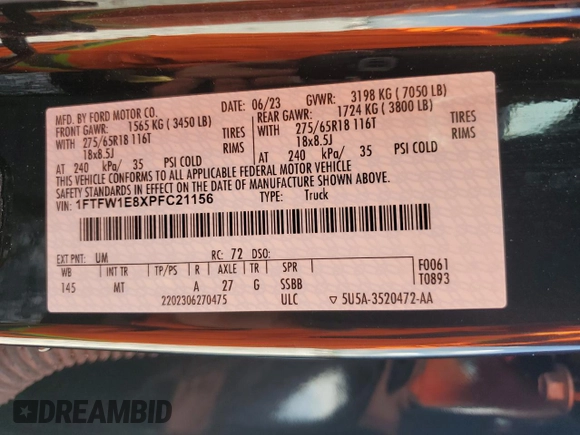 MFD. BY FORD MOTOR CO.
DATE: 06/23 GVWR: 3198 KG ( 7050 LB)
FRONT GAWR: 1565 KG ( 3450 LB) REAR GAWR: 1724 KG ( 3800 LB)
WITH 275/65R18 116T TIRES WITH 275/65R18 116T TIRES
18x8.5J RIMS 18x8.5J RIMS
AT 240 kPa/ 35 PSI COLD AT 240 kPa/ 35 PSI COLD
THIS VEHICLE CONFORMS TO ALL APPLICABLE FEDERAL MOTOR VEHICLE
SAFETY AND THEFT PREVENTION STANDARDS IN EFFECT ON THE DATE OF MANUFACTURE SHOWN ABOVE.
VIN: 1FTFW1E8XPFC21156 TYPE: Truck
EXT PNT: UM RC: 72 DSO:
WB INT TR TP/PS R AXLE TR SPR F0061
145 MT A 27 G SSBB T0893
2202306270475 ULC ▽ 5U5A-3520472-AA
DREAMBID